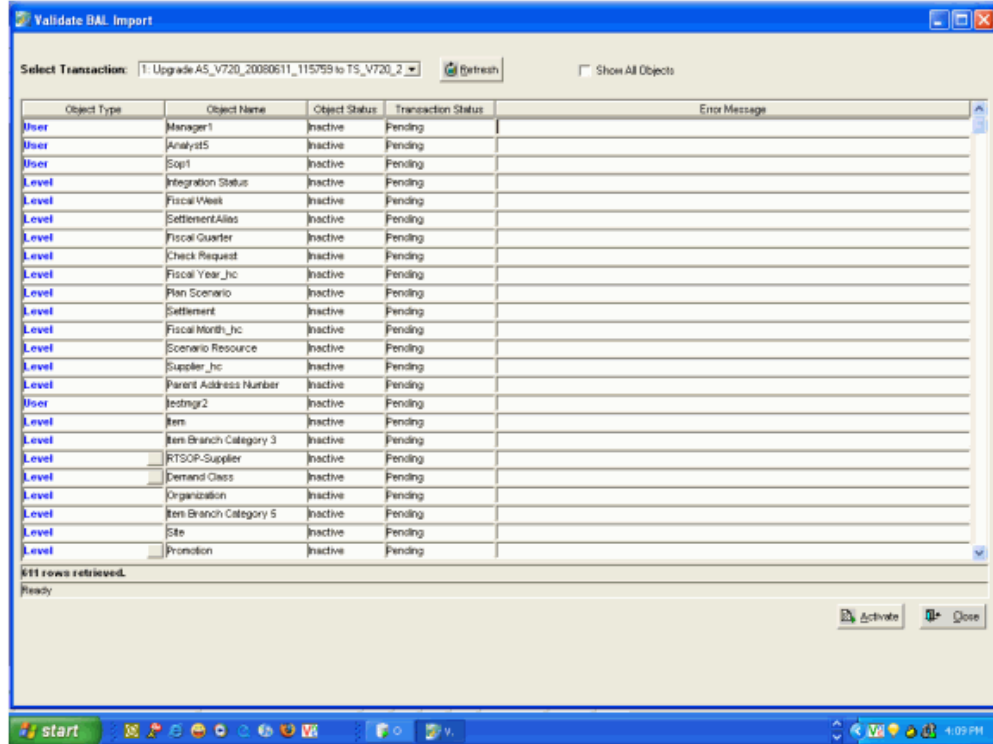 Validate BAL Import
Select Transaction: 1: Upgrade AS_V720_20080611_115759 to TS_V720_2 Refresh Show All Objects
Object Type Object Name Object Status Transaction Status Error Message
User Manager1 Inactive Pending
User Analyst5 Inactive Pending
User Sop1 Inactive Pending
Level Integration Status Inactive Pending
Level Fiscal Week Inactive Pending
Level SettlementAlias Inactive Pending
Level Fiscal Quarter Inactive Pending
Level Check Request Inactive Pending
Level Fiscal Year_hc Inactive Pending
Level Plan Scenario Inactive Pending
Level Settlement Inactive Pending
Level Fiscal Month_hc Inactive Pending
Level Scenario Resource Inactive Pending
Level Supplier_hc Inactive Pending
Level Parent Address Number Inactive Pending
User testmgr2 Inactive Pending
Level Item Inactive Pending
Level Item Branch Category 3 Inactive Pending
Level RTSOP-Supplier Inactive Pending
Level Demand Class Inactive Pending
Level Organization Inactive Pending
Level Item Branch Category 5 Inactive Pending
Level Site Inactive Pending
Level Promotion Inactive Pending
611 rows retrieved.
Ready
Activate Close
start V. 4:09 PM